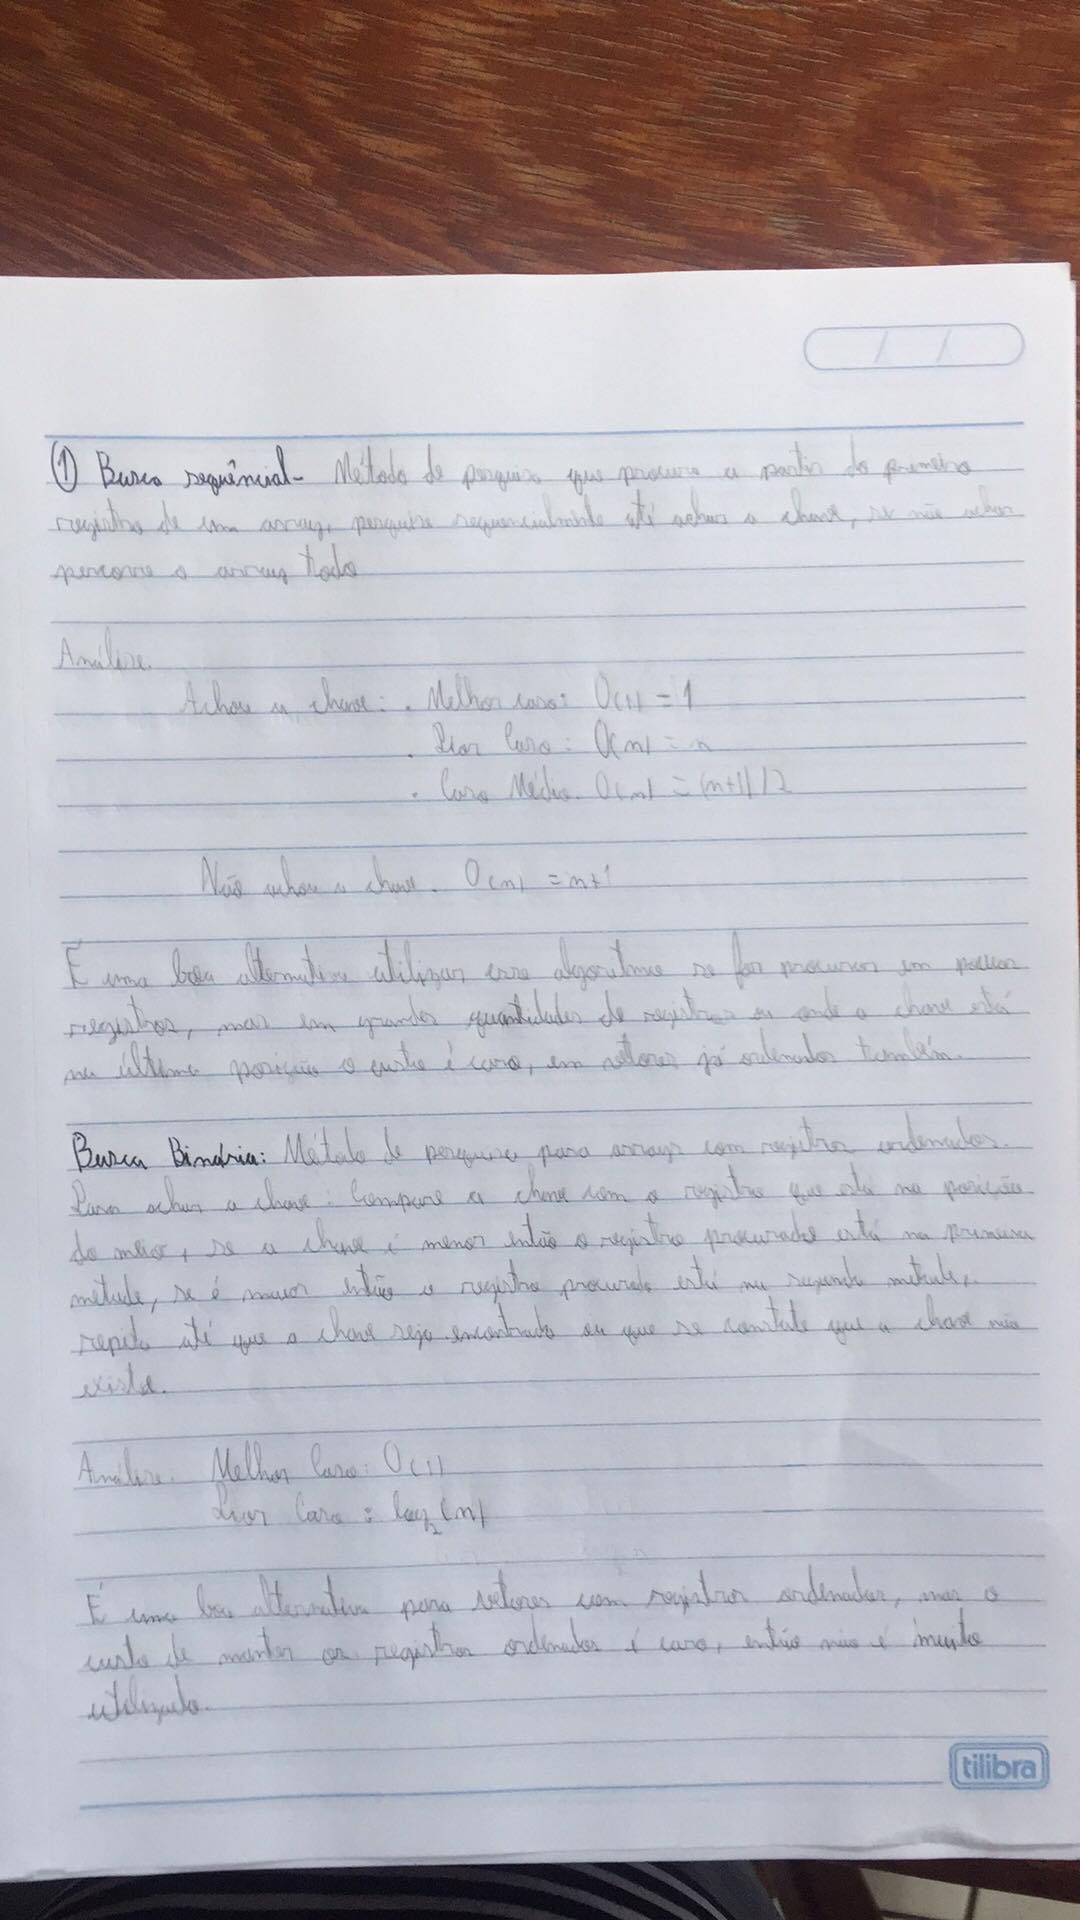 / /
① Busca sequêncial- Método de pesquisa que procura a partir do primeiro
registro de um array, pesquisa sequencialmente até achar a chave, se não achar
percorre o array todo
Análise.
Achou a chave: . Melhor caso: O(1) = 1
. Pior Caso: O(n) = n
. Caso Médio. O(n) = (n+1)/2
Não achou a chave. O(n) = n+1
É uma boa alternativa utilizar esse algoritmo se for procurar em poucos
registros, mas em grandes quantidades de registros ou onde a chave está
na última posição o custo é caro, em vetores já ordenados também.
Busca Binária: Método de pesquisa para arrays com registros ordenados.
Para achar a chave: Compare a chave com o registro que está na posição
do meio, se a chave é menor então o registro procurado está na primeira
metade, se é maior então o registro procurado está na segunda metade,
repita até que a chave seja encontrada ou que se constate que a chave não
existe.
Análise: Melhor Caso: O(1)
Pior Caso: log₂(n)
É uma boa alternativa para vetores com registros ordenados, mas o
custo de manter os registros ordenados é caro, então não é muito
utilizado.
tilibra